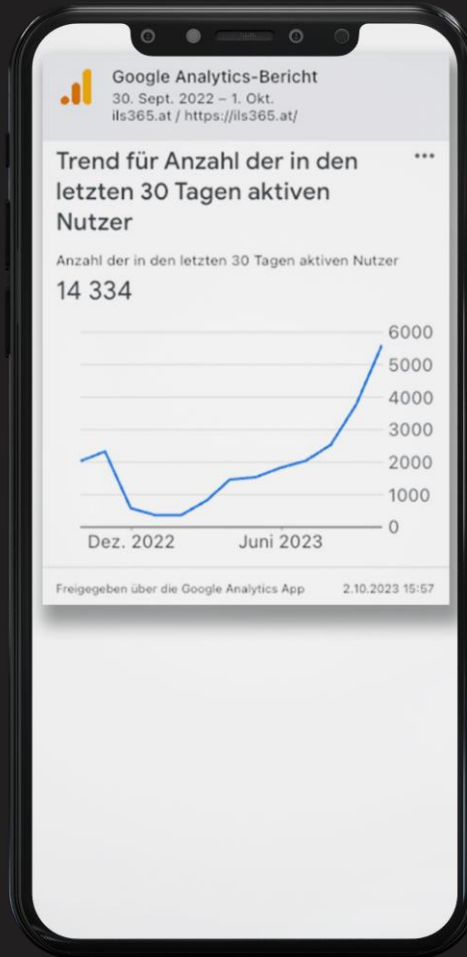 Google Analytics-Bericht
30. Sept. 2022 – 1. Okt.
ils365.at / https://ils365.at/
Trend für Anzahl der in den
letzten 30 Tagen aktiven
Nutzer
Anzahl der in den letzten 30 Tagen aktiven Nutzer
14 334
6000
5000
4000
3000
2000
1000
0
Dez. 2022 Juni 2023
Freigegeben über die Google Analytics App 2.10.2023 15:57